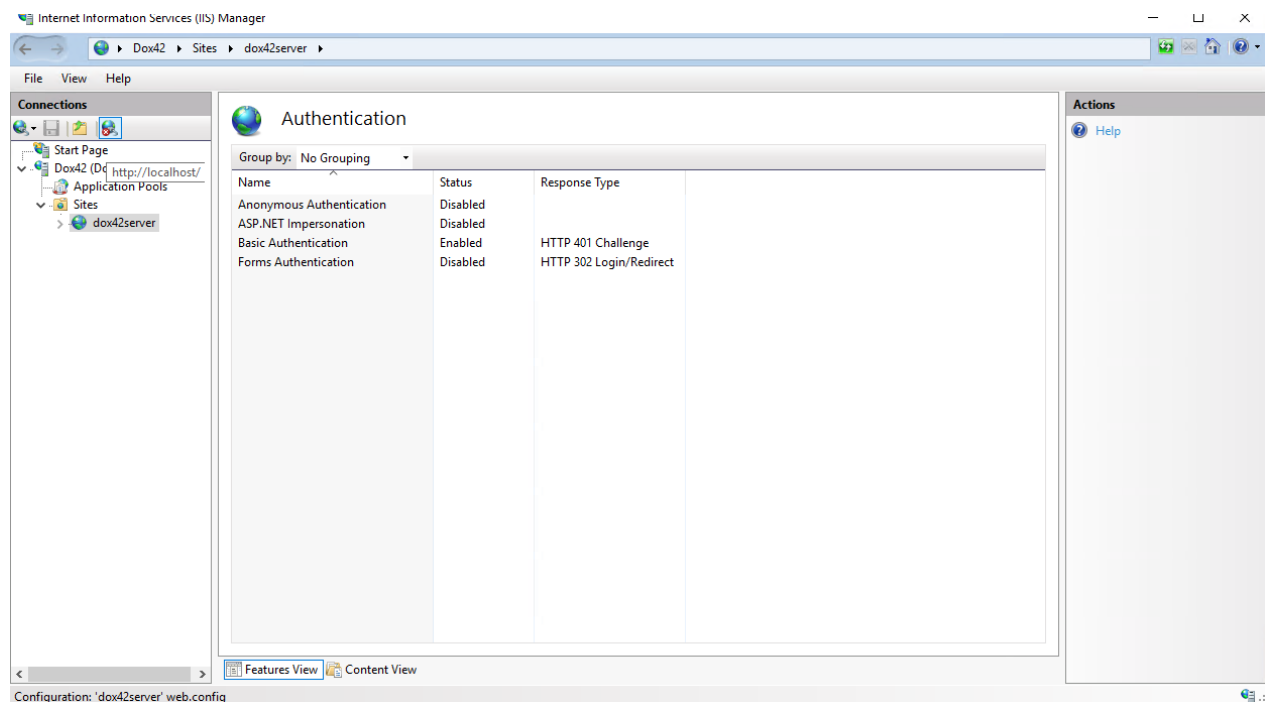 Internet Information Services (IIS) Manager
Dox42 Sites dox42server
File View Help
Connections
Start Page
Dox42 (Do
http://localhost/
Application Pools
Sites
dox42server
Authentication
Group by: No Grouping
Name Status Response Type
Anonymous Authentication Disabled
ASP.NET Impersonation Disabled
Basic Authentication Enabled HTTP 401 Challenge
Forms Authentication Disabled HTTP 302 Login/Redirect
Features View Content View
Actions
Help
Configuration: 'dox42server' web.config